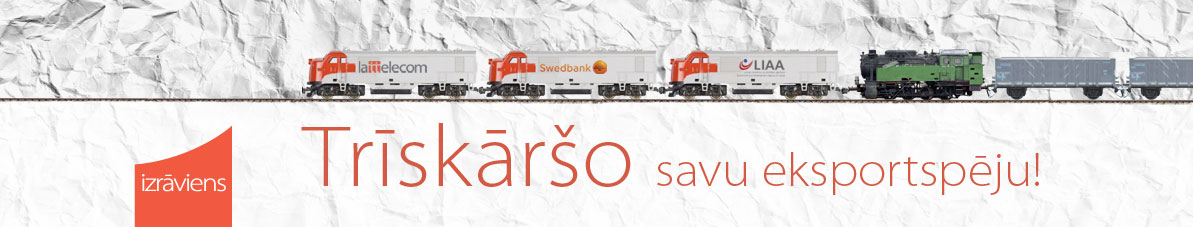 lattelecom
Swedbank
LIAA
izrāviens
Trīskāršo savu eksportspēju!